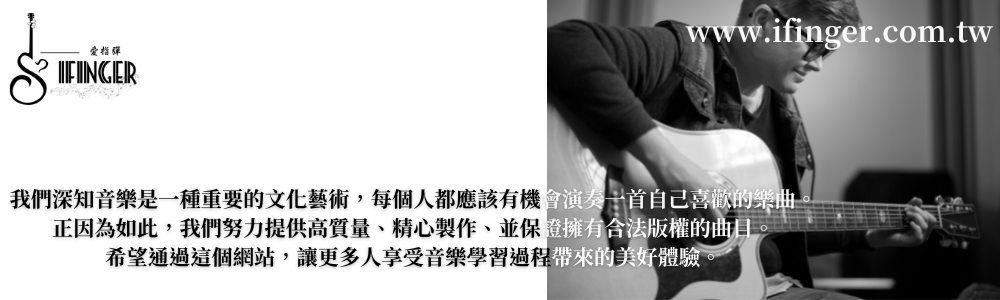 愛指彈
IFINGER
www.ifinger.com.tw
我們深知音樂是一種重要的文化藝術，每個人都應該有機會演奏一首自己喜歡的樂曲。
正因為如此，我們努力提供高質量、精心製作、並保證擁有合法版權的曲目。
希望通過這個網站，讓更多人享受音樂學習過程帶來的美好體驗。